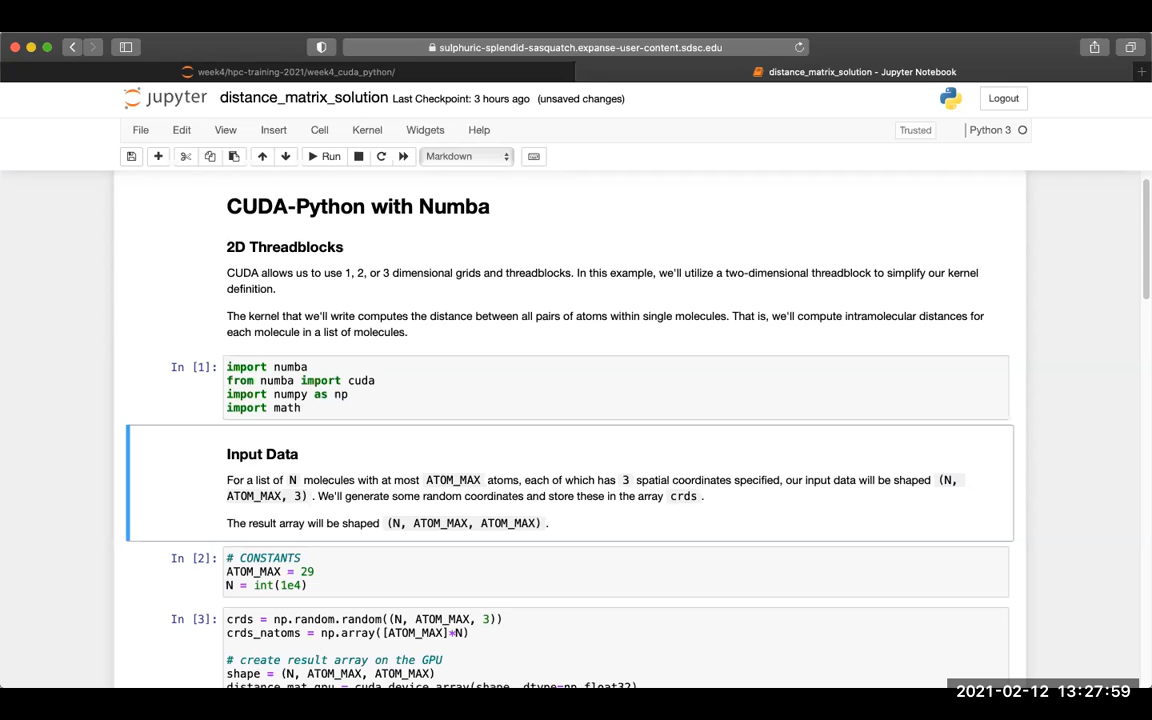 sulphuric-splendid-sasquatch.expanse-user-content.sdsc.edu
week4/hpc-training-2021/week4_cuda_python/
distance_matrix_solution - Jupyter Notebook
jupyter distance_matrix_solution Last Checkpoint: 3 hours ago (unsaved changes)
Logout
File Edit View Insert Cell Kernel Widgets Help
Trusted
Python 3
Run
Markdown
CUDA-Python with Numba
2D Threadblocks
CUDA allows us to use 1, 2, or 3 dimensional grids and threadblocks. In this example, we'll utilize a two-dimensional threadblock to simplify our kernel
definition.
The kernel that we'll write computes the distance between all pairs of atoms within single molecules. That is, we'll compute intramolecular distances for
each molecule in a list of molecules.
In [1]: import numba
from numba import cuda
import numpy as np
import math
Input Data
For a list of N molecules with at most ATOM_MAX atoms, each of which has 3 spatial coordinates specified, our input data will be shaped (N,
ATOM_MAX, 3) . We'll generate some random coordinates and store these in the array crds .
The result array will be shaped (N, ATOM_MAX, ATOM_MAX) .
In [2]: # CONSTANTS
ATOM_MAX = 29
N = int(1e4)
In [3]: crds = np.random.random((N, ATOM_MAX, 3))
crds_natoms = np.array([ATOM_MAX]*N)
# create result array on the GPU
shape = (N, ATOM_MAX, ATOM_MAX)
distance_mat_gpu = cuda.device_array(shape, dtype=np.float32)
2021-02-12 13:27:59